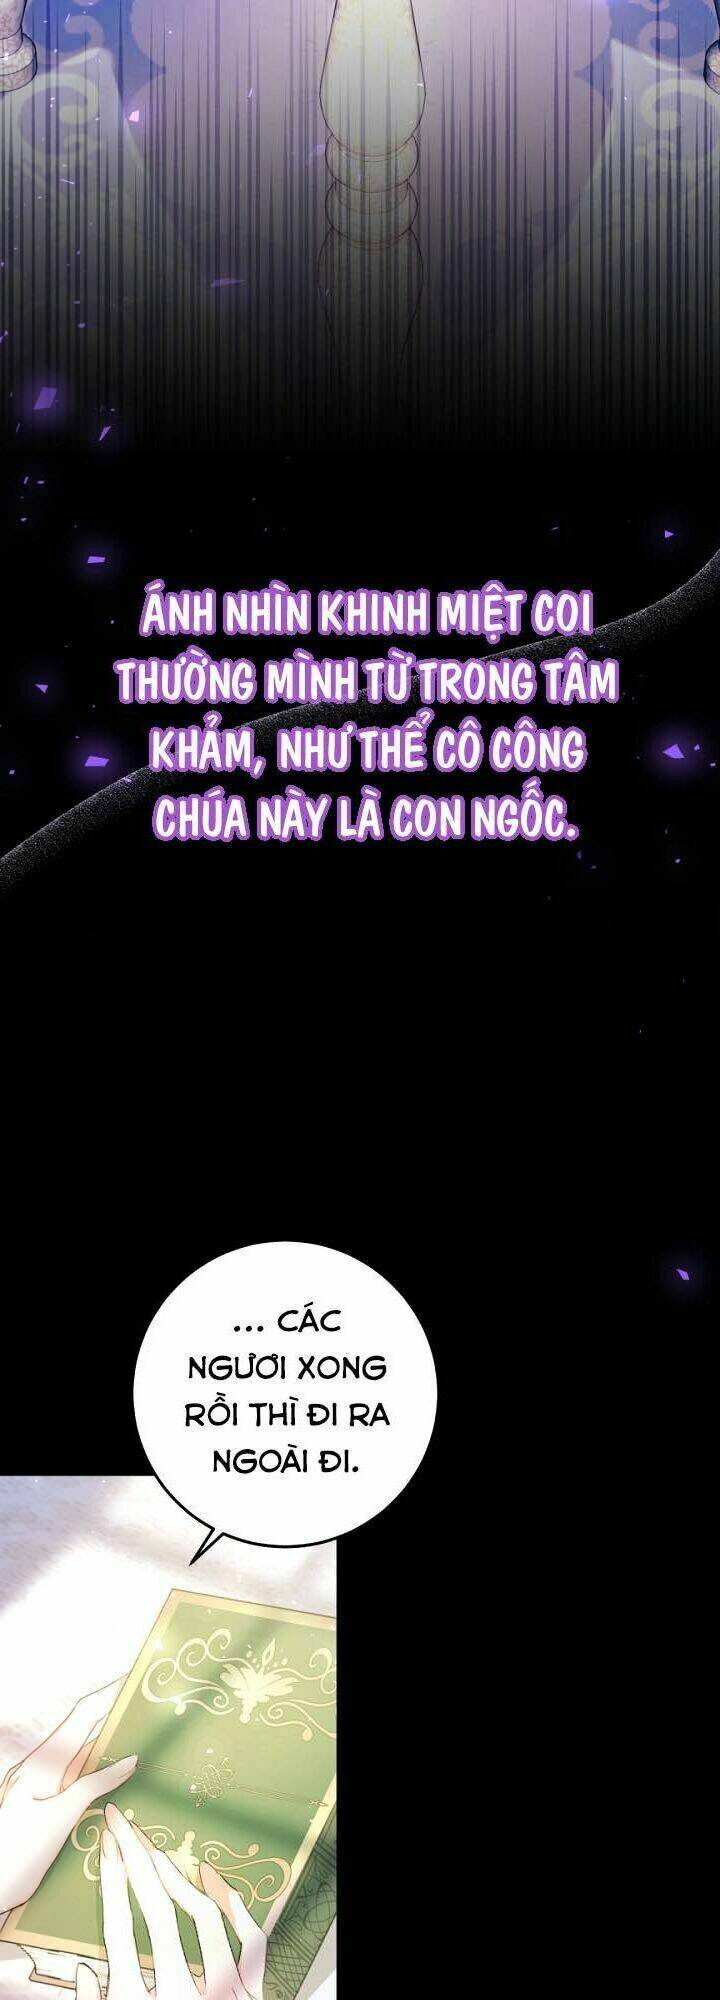 ÁNH NHÌN KHINH MIỆT COI
THƯỜNG MÌNH TỪ TRONG TÂM
KHẢM, NHƯ THỂ CÔ CÔNG
CHÚA NÀY LÀ CON NGỐC.
... CÁC
NGƯƠI XONG
RỒI THÌ ĐI RA
NGOÀI ĐI.